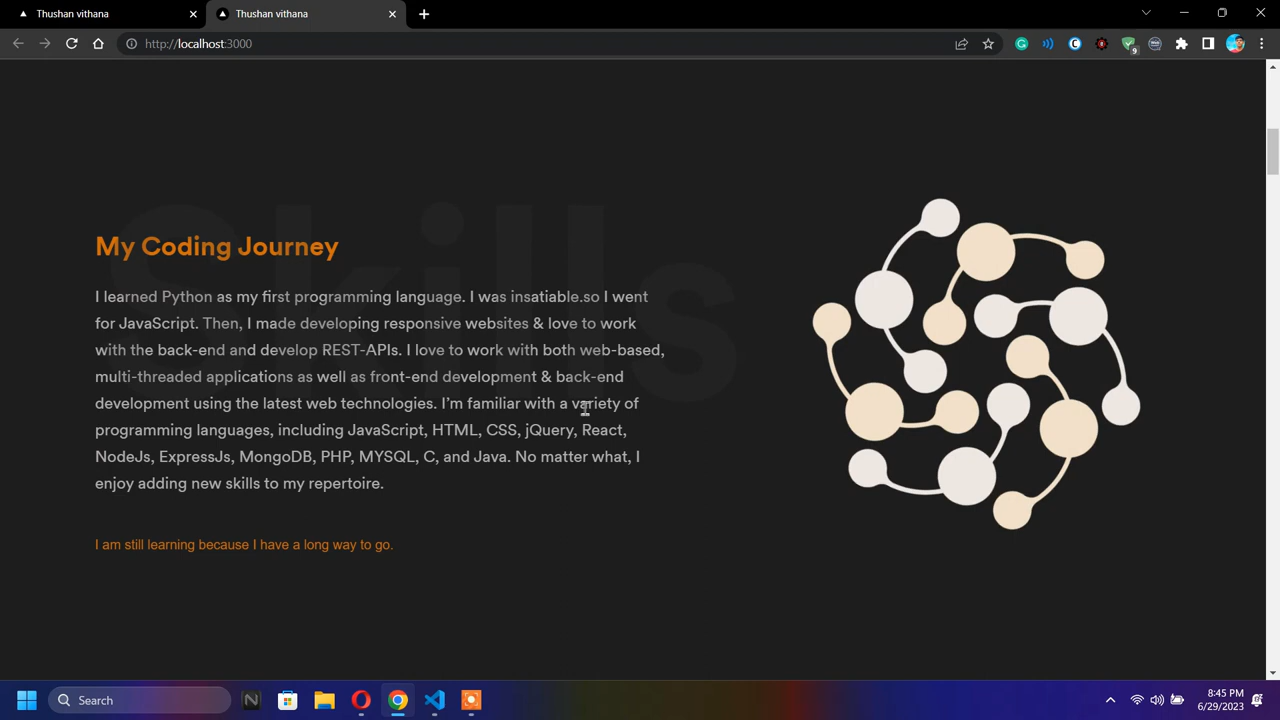 Thushan vithana
Thushan vithana
http://localhost:3000
9
Skills
My Coding Journey
I learned Python as my first programming language. I was insatiable.so I went
for JavaScript. Then, I made developing responsive websites & love to work
with the back-end and develop REST-APIs. I love to work with both web-based,
multi-threaded applications as well as front-end development & back-end
development using the latest web technologies. I'm familiar with a variety of
programming languages, including JavaScript, HTML, CSS, jQuery, React,
NodeJs, ExpressJs, MongoDB, PHP, MYSQL, C, and Java. No matter what, I
enjoy adding new skills to my repertoire.
I am still learning because I have a long way to go.
Search
8:45 PM
6/29/2023